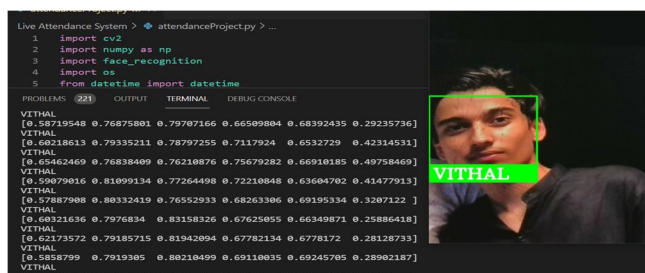 Live Attendance System > attendanceProject.py > ...
1 import cv2
2 import numpy as np
3 import face_recognition
4 import os
5 from datetime import datetime
PROBLEMS 221 OUTPUT TERMINAL DEBUG CONSOLE
VITHAL
[0.58719548 0.76875801 0.79707166 0.66509804 0.68392435 0.29235736]
VITHAL
[0.60218613 0.79335211 0.78797255 0.7117924 0.6532729 0.42314531]
VITHAL
[0.65462469 0.76838409 0.76210876 0.75679282 0.66910185 0.49758469]
VITHAL
[0.59079016 0.81099134 0.77264498 0.72210848 0.63604702 0.41477913]
VITHAL
[0.57887908 0.80332419 0.76552933 0.68263306 0.69195334 0.3207122 ]
VITHAL
[0.60321636 0.7976834 0.83158326 0.67625055 0.66349871 0.25886418]
VITHAL
[0.62173572 0.79185715 0.81942094 0.67782134 0.6778172 0.28128733]
VITHAL
[0.5858799 0.7919305 0.80210499 0.69110035 0.69245705 0.28902187]
VITHAL
VITHAL